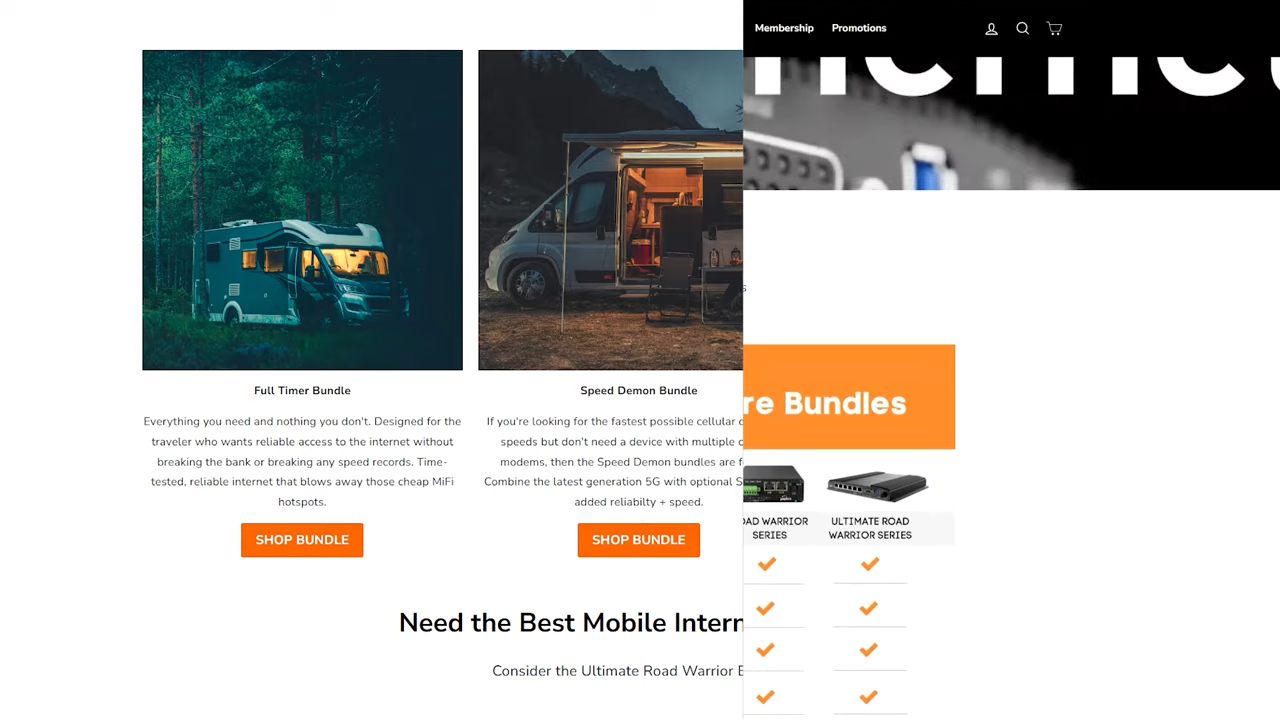 Membership Promotions
Full Timer Bundle
Everything you need and nothing you don't. Designed for the
traveler who wants reliable access to the internet without
breaking the bank or breaking any speed records. Time-
tested, reliable internet that blows away those cheap MiFi
hotspots.
SHOP BUNDLE
Speed Demon Bundle
If you're looking for the fastest possible cellular
speeds but don't need a device with multiple
modems, then the Speed Demon bundles are
Combine the latest generation 5G with optional
added reliabilty + speed.
SHOP BUNDLE
Need the Best Mobile Intern
Consider the Ultimate Road Warrior
re Bundles
OAD WARRIOR
SERIES
ULTIMATE ROAD
WARRIOR SERIES